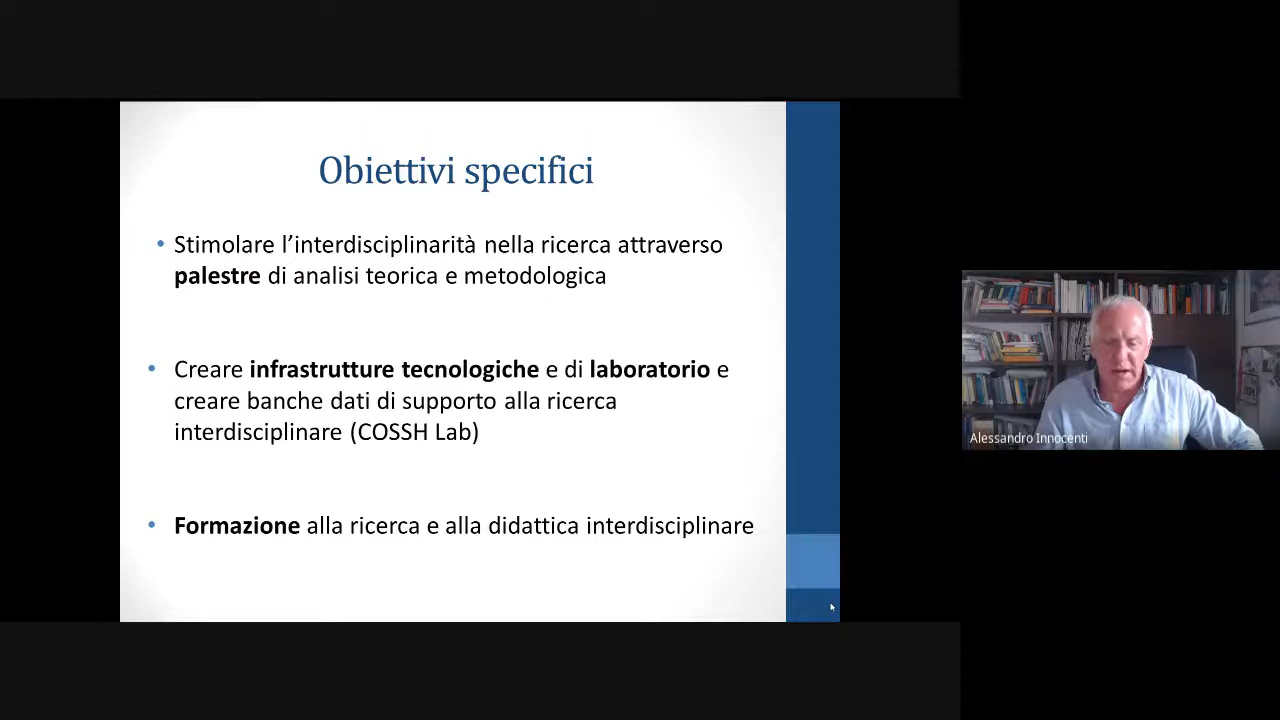 Obiettivi specifici
• Stimolare l’interdisciplinarità nella ricerca attraverso
palestre di analisi teorica e metodologica
• Creare infrastrutture tecnologiche e di laboratorio e
creare banche dati di supporto alla ricerca
interdisciplinare (COSSH Lab)
• Formazione alla ricerca e alla didattica interdisciplinare
Alessandro Innocenti